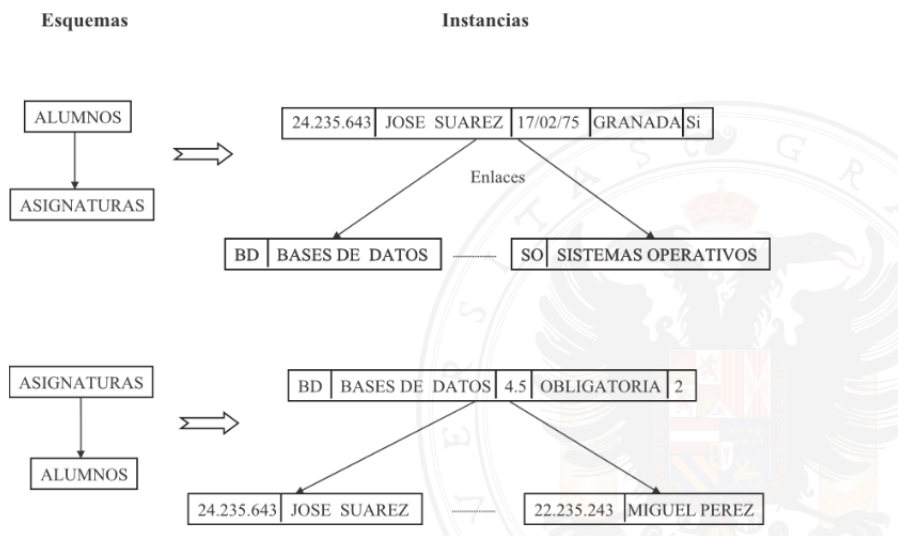 Esquemas
Instancias
ALUMNOS
24.235.643 JOSE SUAREZ 17/02/75 GRANADA Si
Enlaces
ASIGNATURAS
BD BASES DE DATOS
SO SISTEMAS OPERATIVOS
ASIGNATURAS
BD BASES DE DATOS 4.5 OBLIGATORIA 2
ALUMNOS
24.235.643 JOSE SUAREZ
22.235.243 MIGUEL PEREZ